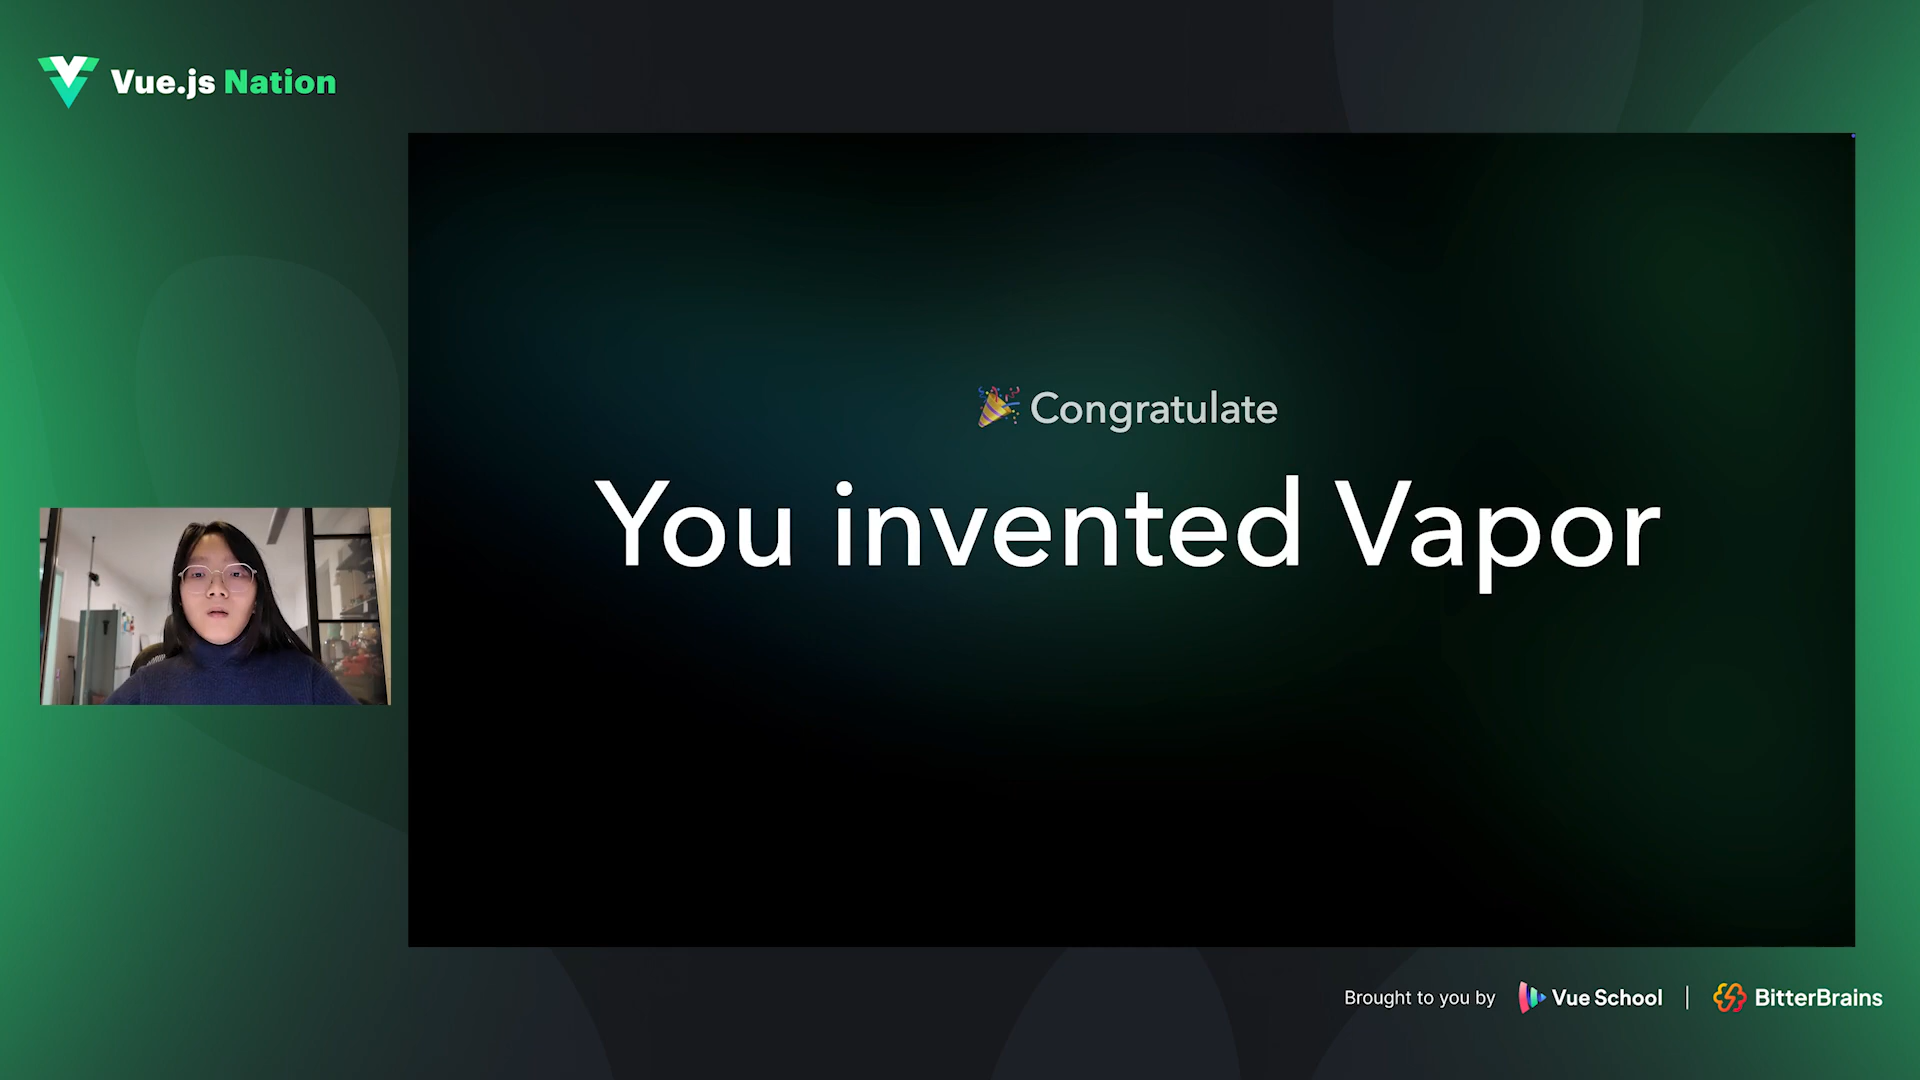 Vue.js Nation
🎉 Congratulate
You invented Vapor
Brought to you by Vue School | BitterBrains